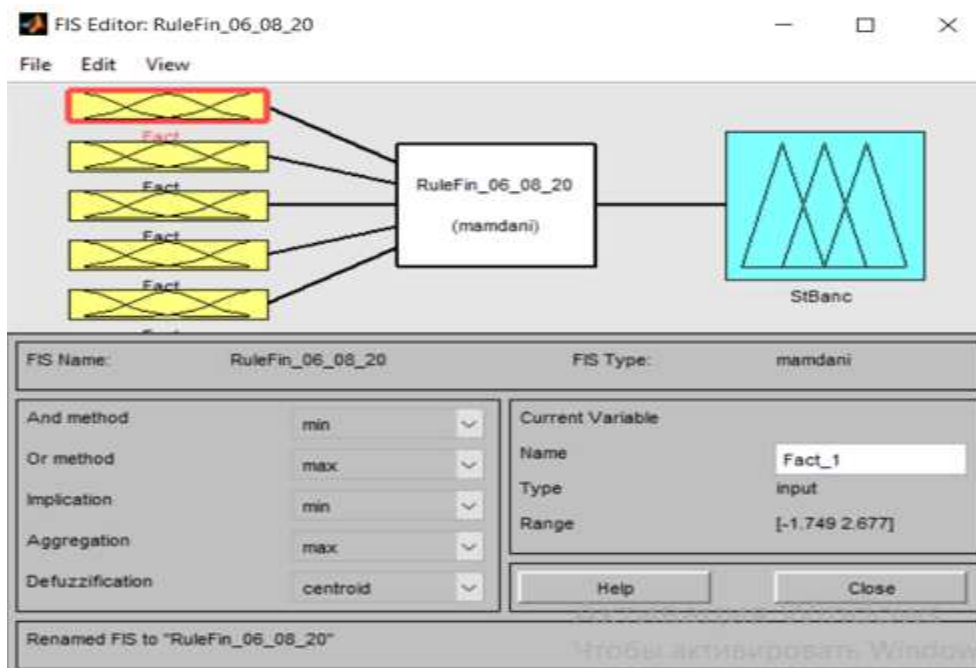 FIS Editor: RuleFin_06_08_20
File Edit View
Fact
Fact
Fact
Fact
RuleFin_06_08_20
(mamdani)
StBanc
FIS Name: RuleFin_06_08_20 FIS Type: mamdani
And method min
Or method max
Implication min
Aggregation max
Defuzzification centroid
Current Variable
Name Fact_1
Type input
Range [-1.749 2.677]
Help Close
Renamed FIS to "RuleFin_06_08_20"
Чтобы активировать Window